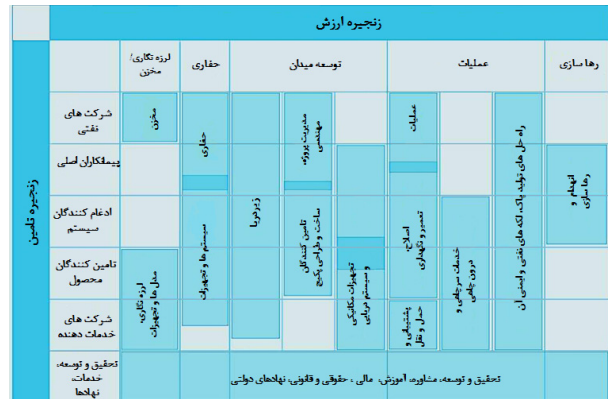 زنجیره ارزش
لرزه نگاری/
مخزن
حفاری
توسعه میدان
عملیات
رها سازی
زنجیره تامین
شرکت های
نفتی
پیمانکاران اصلی
ادغام کنندگان
سیستم
تامین کنندگان
محصول
شرکت های
خدمات دهنده
تحقیق و توسعه،
خدمات،
نهادها
مخزن
لرزه نگاری،
مدل ها و تجهیزات
حفاری
سیستم ها و تجهیزات
زیردریا
مدیریت پروژه،
مهندسی
تامین کنندگان
ساخت و طراحی پکیج
تجهیزات مکانیکی
و سیستم دریایی
عملیات
اصلاح،
تعمیر و نگهداری
پشتیبانی و
حمل و نقل
خدمات سرچاهی و
درون چاهی
راه حل های تولید پاک، لکه های نفتی و ایمنی آن
انهدام و
رها سازی
تحقیق و توسعه، مشاوره، آموزش، مالی ، حقوقی و قانونی، نهادهای دولتی